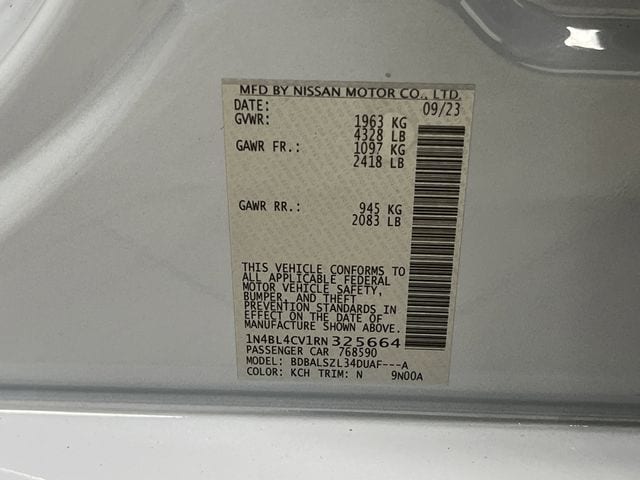 MFD BY NISSAN MOTOR CO., LTD.
DATE: 09/23
GVWR: 1963 KG
4328 LB
GAWR FR.: 1097 KG
2418 LB
GAWR RR.: 945 KG
2083 LB
THIS VEHICLE CONFORMS TO
ALL APPLICABLE FEDERAL
MOTOR VEHICLE SAFETY,
BUMPER, AND THEFT
PREVENTION STANDARDS IN
EFFECT ON THE DATE OF
MANUFACTURE SHOWN ABOVE.
1N4BL4CV1RN325664
PASSENGER CAR 768590
MODEL: BDBALSZL34DUAF---A
COLOR: KCH TRIM: N 9N00A